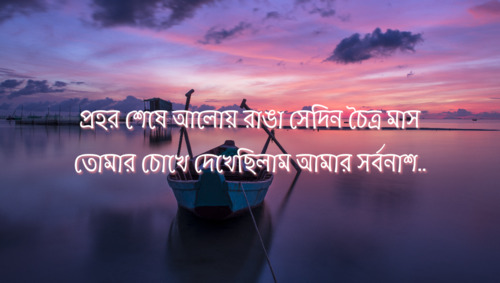 প্রহর শেষে আলোয় রাঙা সেদিন চৈত্র মাস
তোমার চোখে দেখেছিলাম আমার সর্বনাশ..